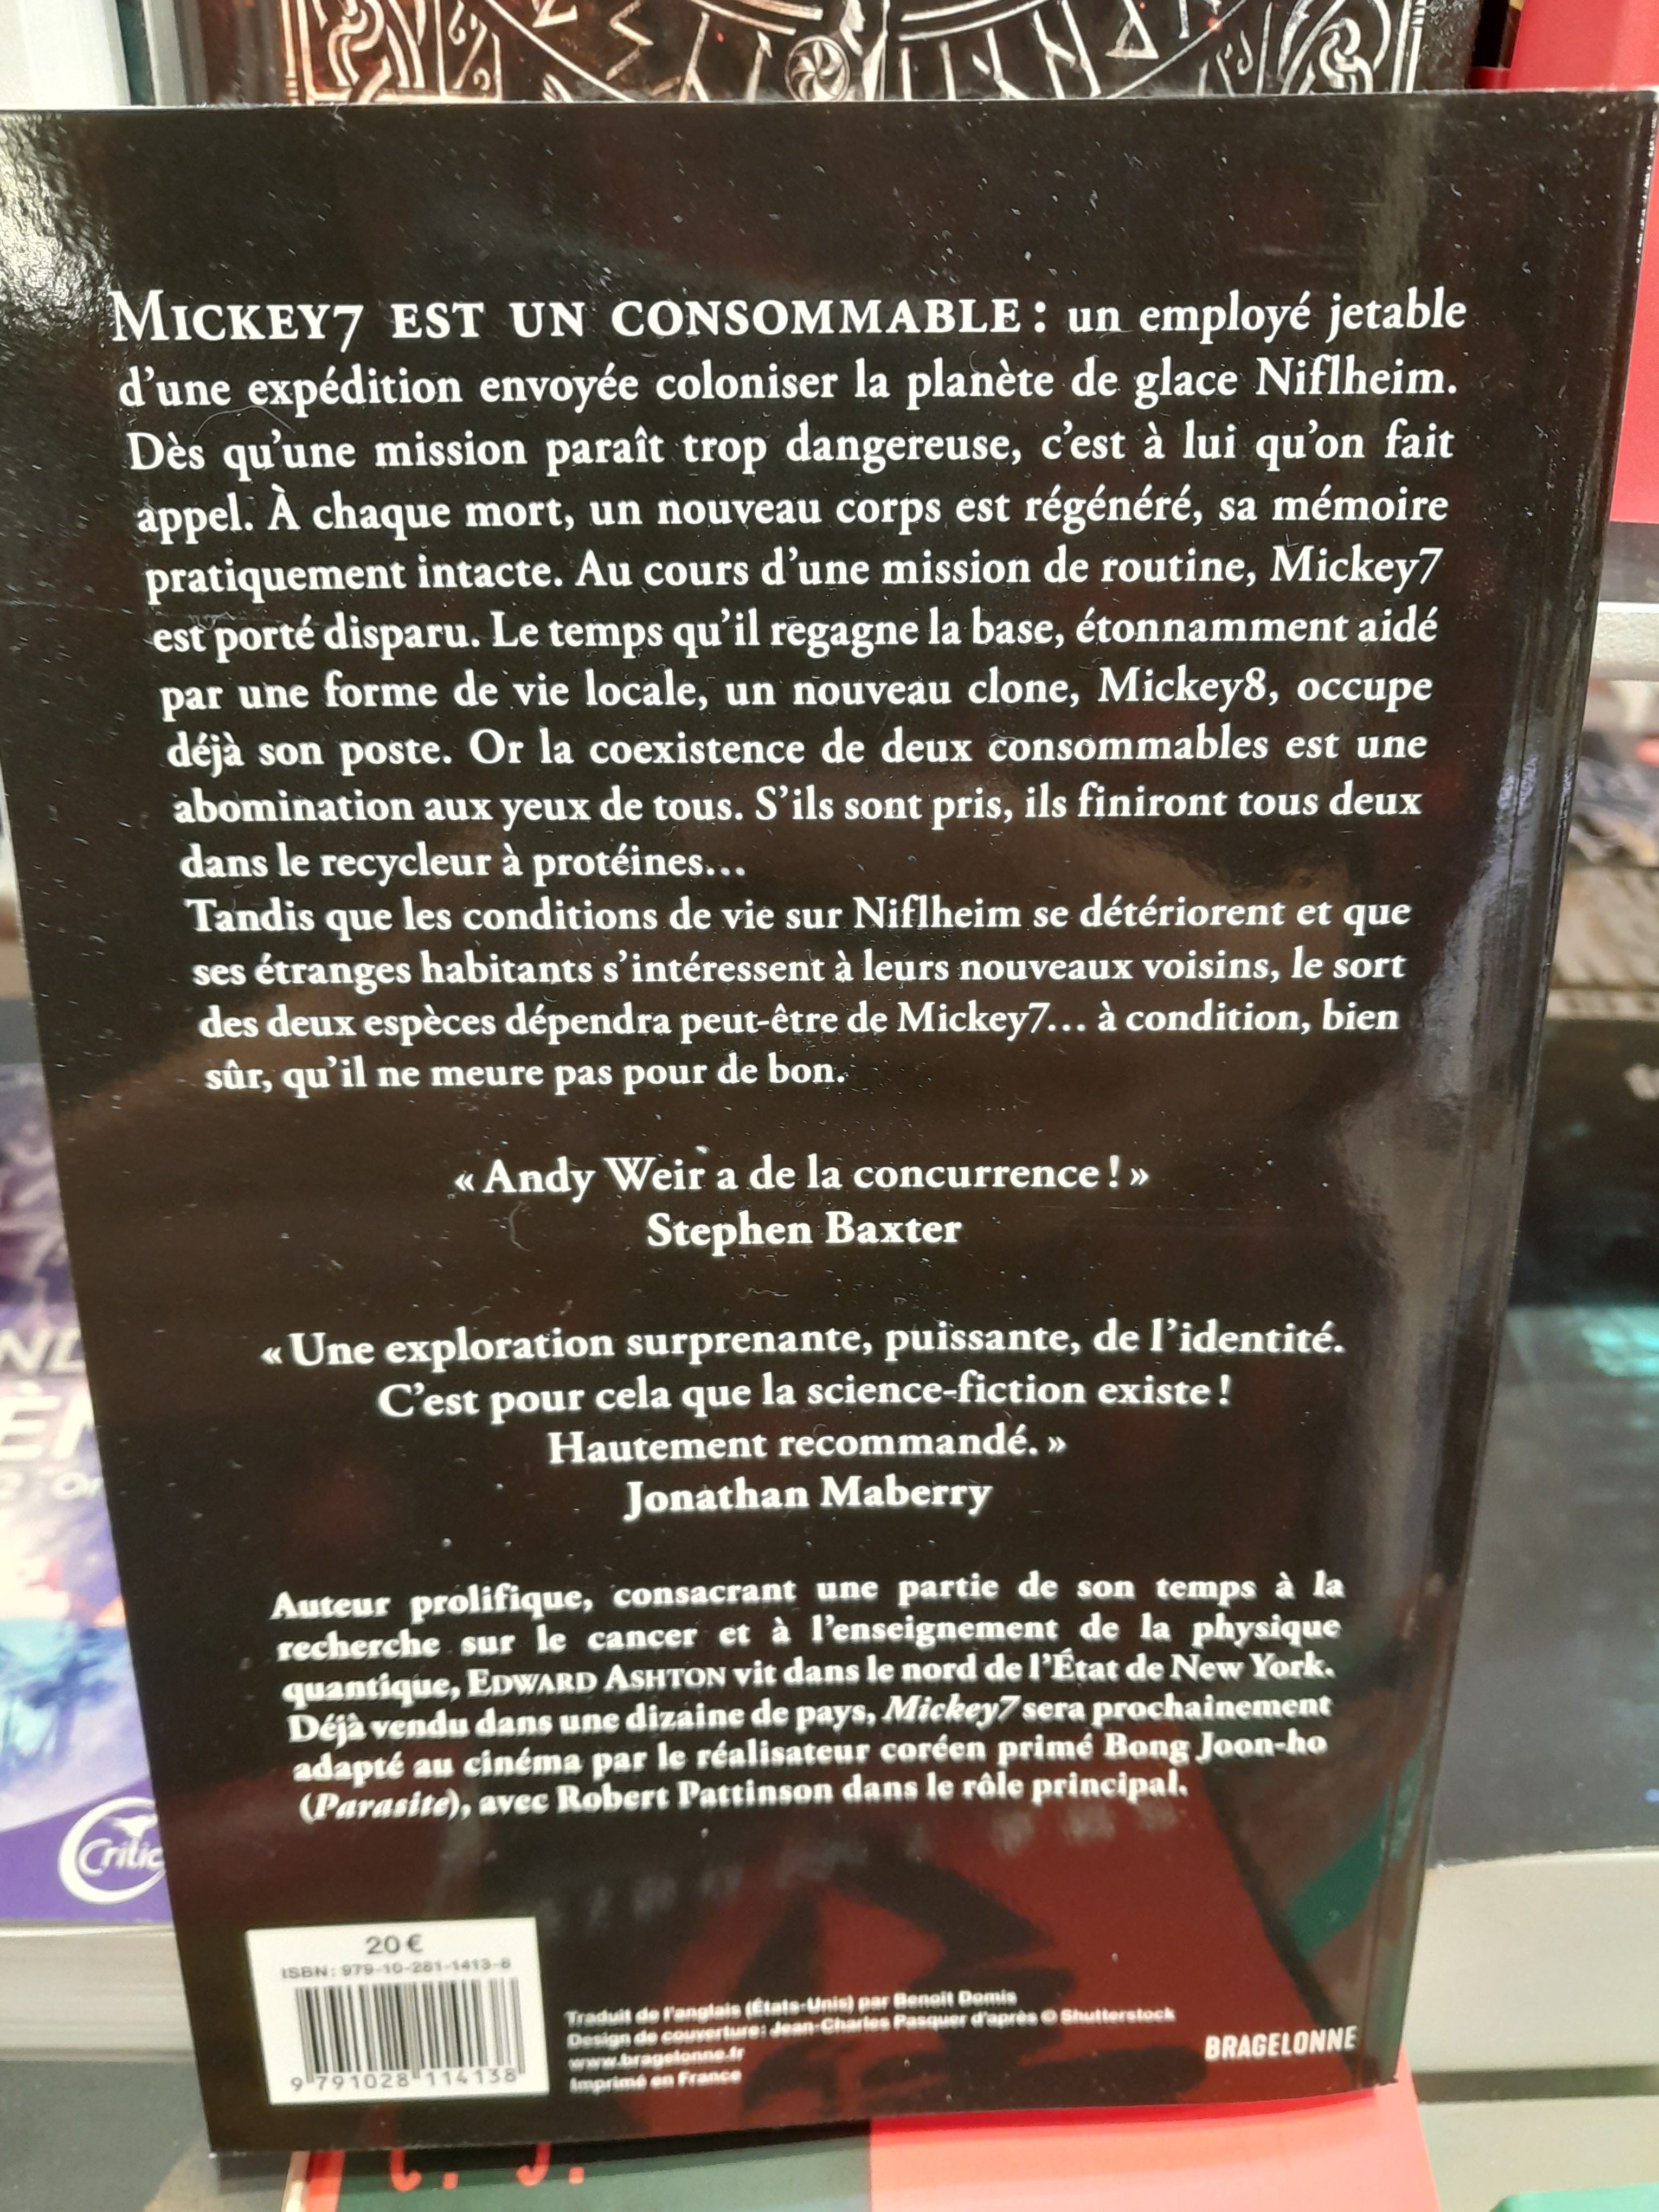 MICKEY7 EST UN CONSOMMABLE : un employé jetable
d’une expédition envoyée coloniser la planète de glace Niflheim.
Dès qu’une mission paraît trop dangereuse, c’est à lui qu’on fait
appel. À chaque mort, un nouveau corps est régénéré, sa mémoire
pratiquement intacte. Au cours d’une mission de routine, Mickey7
est porté disparu. Le temps qu’il regagne la base, étonnamment aidé
par une forme de vie locale, un nouveau clone, Mickey8, occupe
déjà son poste. Or la coexistence de deux consommables est une
abomination aux yeux de tous. S’ils sont pris, ils finiront tous deux
dans le recycleur à protéines…
Tandis que les conditions de vie sur Niflheim se détériorent et que
ses étranges habitants s’intéressent à leurs nouveaux voisins, le sort
des deux espèces dépendra peut-être de Mickey7… à condition, bien
sûr, qu’il ne meure pas pour de bon.
« Andy Weir a de la concurrence ! »
Stephen Baxter
« Une exploration surprenante, puissante, de l’identité.
C’est pour cela que la science-fiction existe !
Hautement recommandé. »
Jonathan Maberry
Auteur prolifique, consacrant une partie de son temps à la
recherche sur le cancer et à l’enseignement de la physique
quantique, EDWARD ASHTON vit dans le nord de l’État de New York.
Déjà vendu dans une dizaine de pays, Mickey7 sera prochainement
adapté au cinéma par le réalisateur coréen primé Bong Joon-ho
(Parasite), avec Robert Pattinson dans le rôle principal.
20 €
ISBN : 979-10-281-1413-8
9 791028 114138
Traduit de l’anglais (États-Unis) par Benoît Domis
Design de couverture : Jean-Charles Pasquer d’après © Shutterstock
www.bragelonne.fr
Imprimé en France
BRAGELONNE
Critic